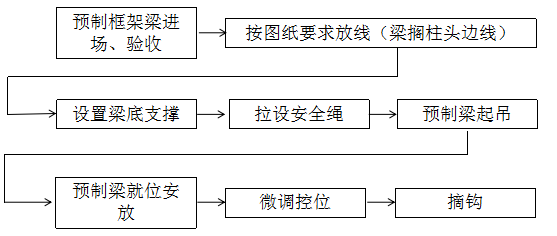 预制框架梁进
场、验收
按图纸要求放线（梁搁柱头边线）
设置梁底支撑
拉设安全绳
预制梁起吊
预制梁就位安
放
微调控位
摘钩